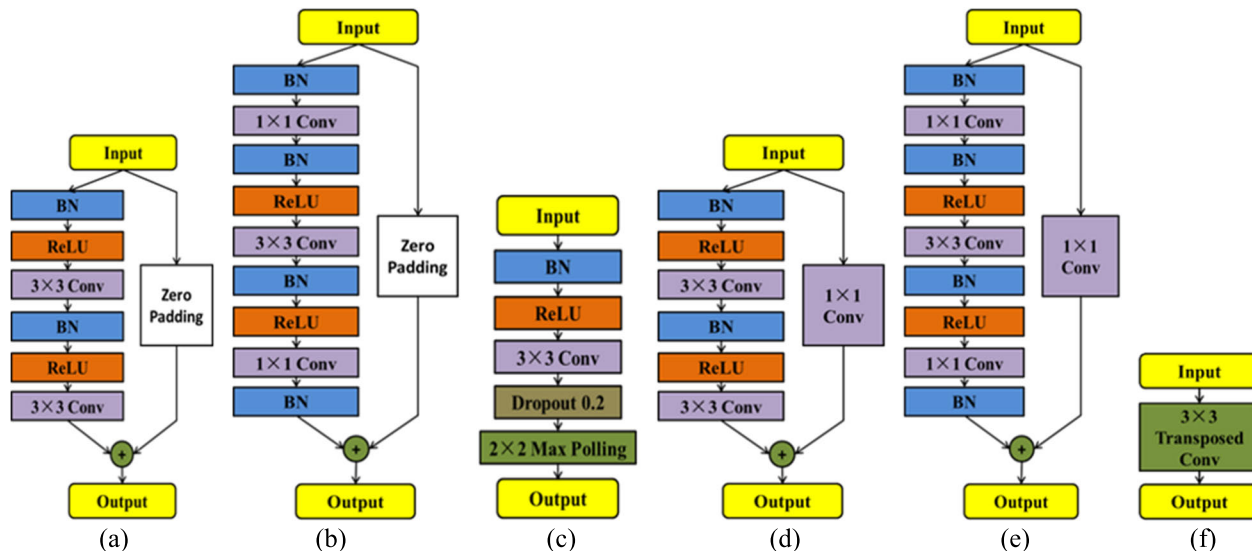 Input
BN
ReLU
3×3 Conv
BN
ReLU
3×3 Conv
Zero
Padding
+
Output
(a)
Input
BN
1×1 Conv
BN
ReLU
3×3 Conv
BN
ReLU
1×1 Conv
BN
Zero
Padding
+
Output
(b)
Input
BN
ReLU
3×3 Conv
Dropout 0.2
2×2 Max Polling
Output
(c)
Input
BN
ReLU
3×3 Conv
BN
ReLU
3×3 Conv
1×1
Conv
+
Output
(d)
Input
BN
1×1 Conv
BN
ReLU
3×3 Conv
BN
ReLU
1×1 Conv
BN
1×1
Conv
+
Output
(e)
Input
3×3
Transposed
Conv
Output
(f)